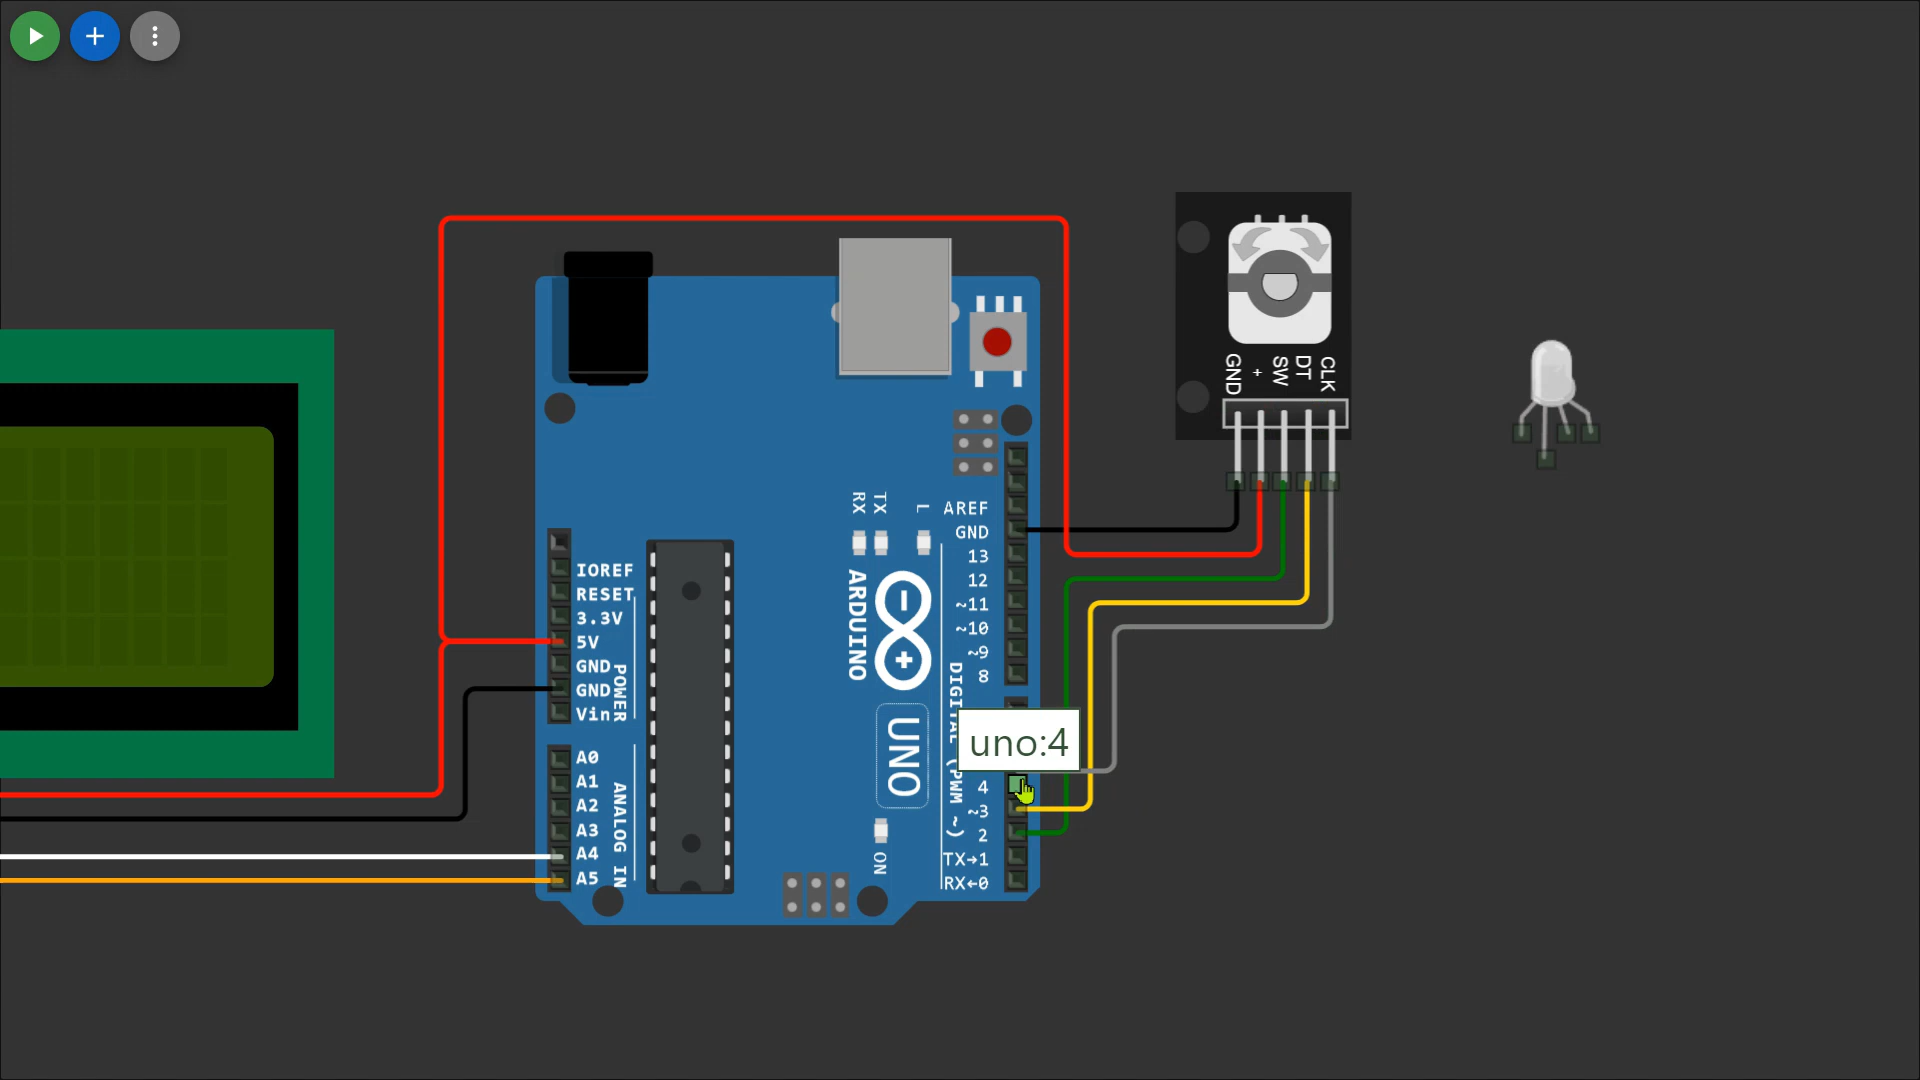 GND
+
SW
DT
CLK
RX
TX
L
AREF
GND
13
12
~11
~10
~9
8
IOREF
RESET
3.3V
5V
GND
GND
Vin
POWER
ARDUINO
UNO
DIGITAL (PWM ~)
uno:4
4
~3
2
TX→1
RX←0
A0
A1
A2
A3
A4
A5
ANALOG IN
ON